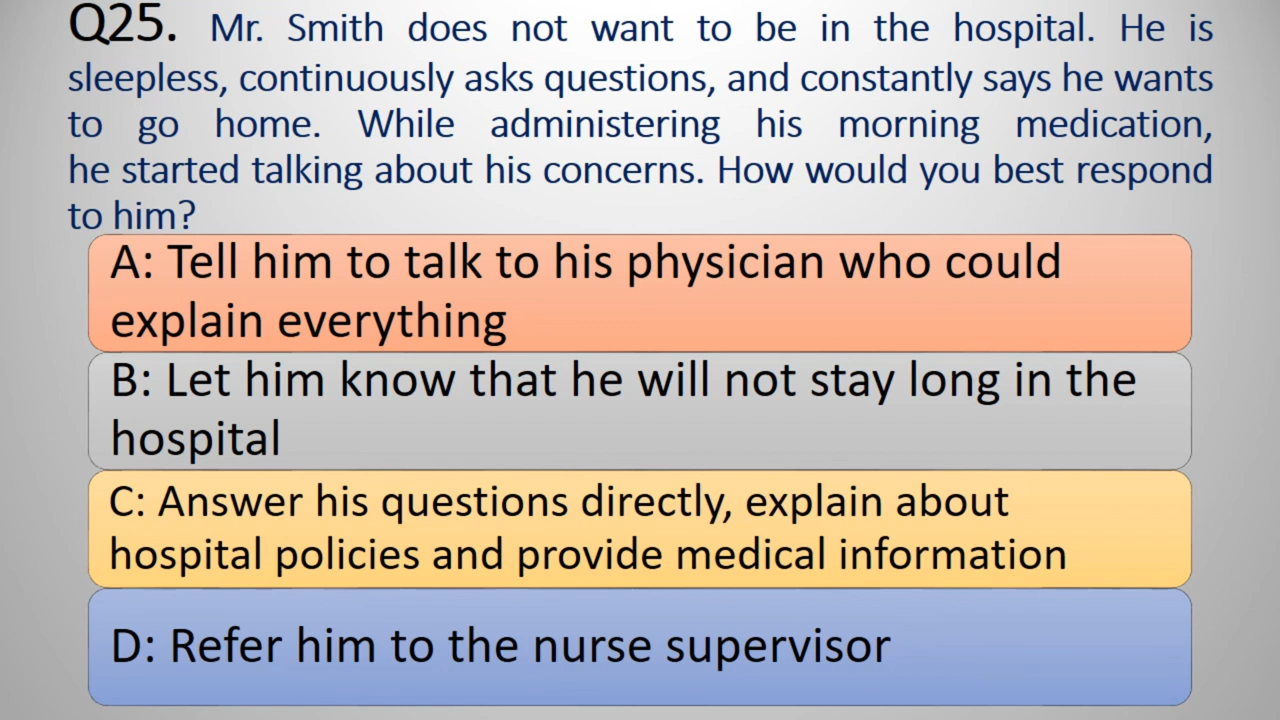 Q25. Mr. Smith does not want to be in the hospital. He is
sleepless, continuously asks questions, and constantly says he wants
to go home. While administering his morning medication,
he started talking about his concerns. How would you best respond
to him?
A: Tell him to talk to his physician who could
explain everything
B: Let him know that he will not stay long in the
hospital
C: Answer his questions directly, explain about
hospital policies and provide medical information
D: Refer him to the nurse supervisor